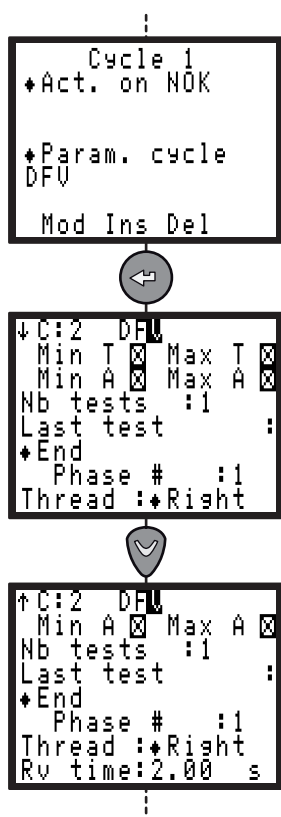 Cycle 1
♦Act. on NOK
♦Param. cycle
DFV
Mod Ins Del
↓C:2 DFV
Min T ☒ Max T ☒
Min A ☒ Max A ☒
Nb tests :1
Last test :
♦End
Phase # :1
Thread :♦Right
↑C:2 DFV
Min A ☒ Max A ☒
Nb tests :1
Last test :
♦End
Phase # :1
Thread :♦Right
Rv time:2.00 s